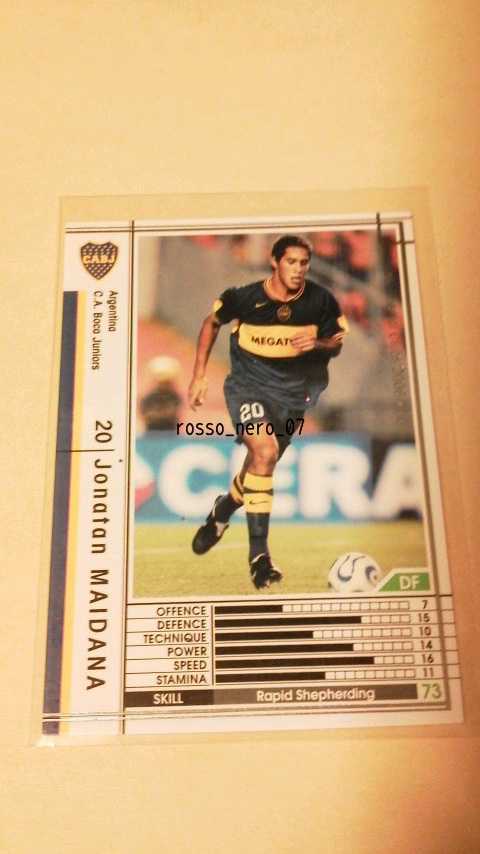 CABJ
Argentina
C.A. Boca Juniors
20 Jonatan MAIDANA
MEGAT
20
rosso_nero_07
CERA
DF
OFFENCE 7
DEFENCE 15
TECHNIQUE 10
POWER 14
SPEED 16
STAMINA 11
SKILL Rapid Shepherding 73